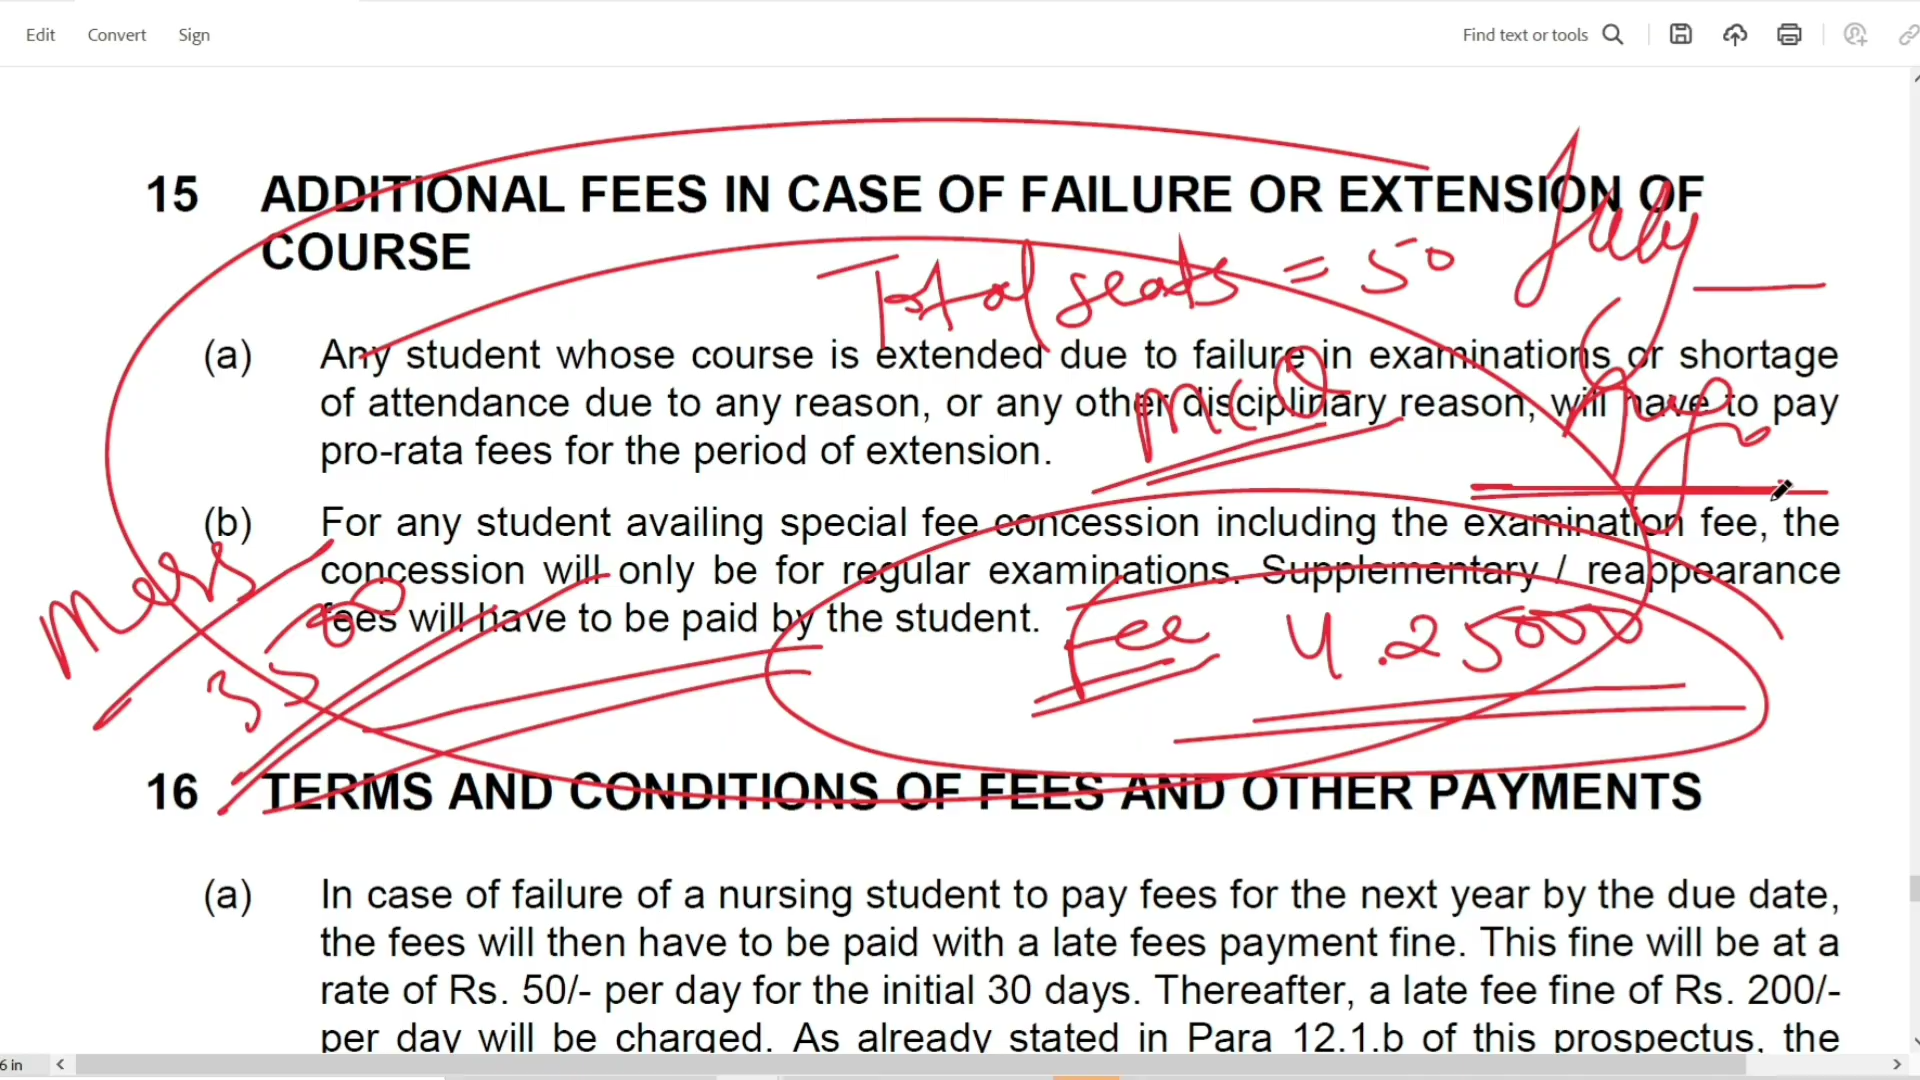 Edit Convert Sign Find text or tools
15 ADDITIONAL FEES IN CASE OF FAILURE OR EXTENSION OF
COURSE
July
Total seats = 50
(a) Any student whose course is extended due to failure in examinations or shortage
of attendance due to any reason, or any other disciplinary reason, will have to pay
MCQ
pro-rata fees for the period of extension.
(b) For any student availing special fee concession including the examination fee, the
concession will only be for regular examinations. Supplementary / reappearance
fees will have to be paid by the student.
Mess
3500
Fee 4.25000
16 TERMS AND CONDITIONS OF FEES AND OTHER PAYMENTS
(a) In case of failure of a nursing student to pay fees for the next year by the due date,
the fees will then have to be paid with a late fees payment fine. This fine will be at a
rate of Rs. 50/- per day for the initial 30 days. Thereafter, a late fee fine of Rs. 200/-
per day will be charged. As already stated in Para 12.1.b of this prospectus, the
6 in